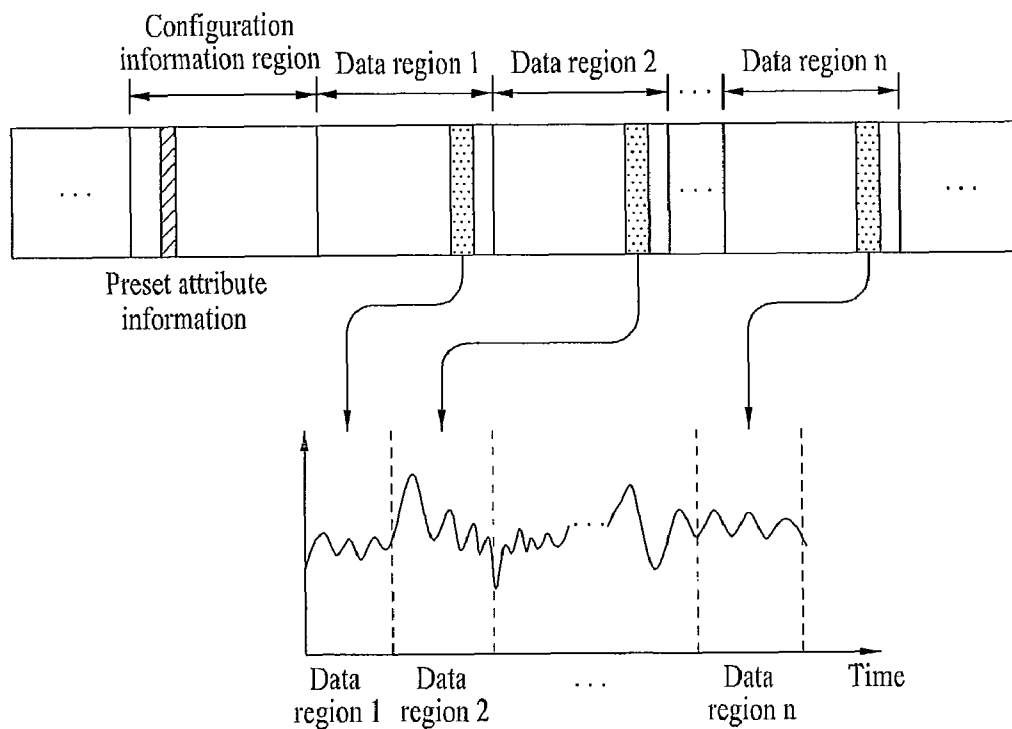 Configuration
information region
Data region 1
Data region 2
. . .
Data region n
. . .
. . .
. . .
Preset attribute
information
. . . .
Data
region 1
Data
region 2
. . .
Data
region n
Time